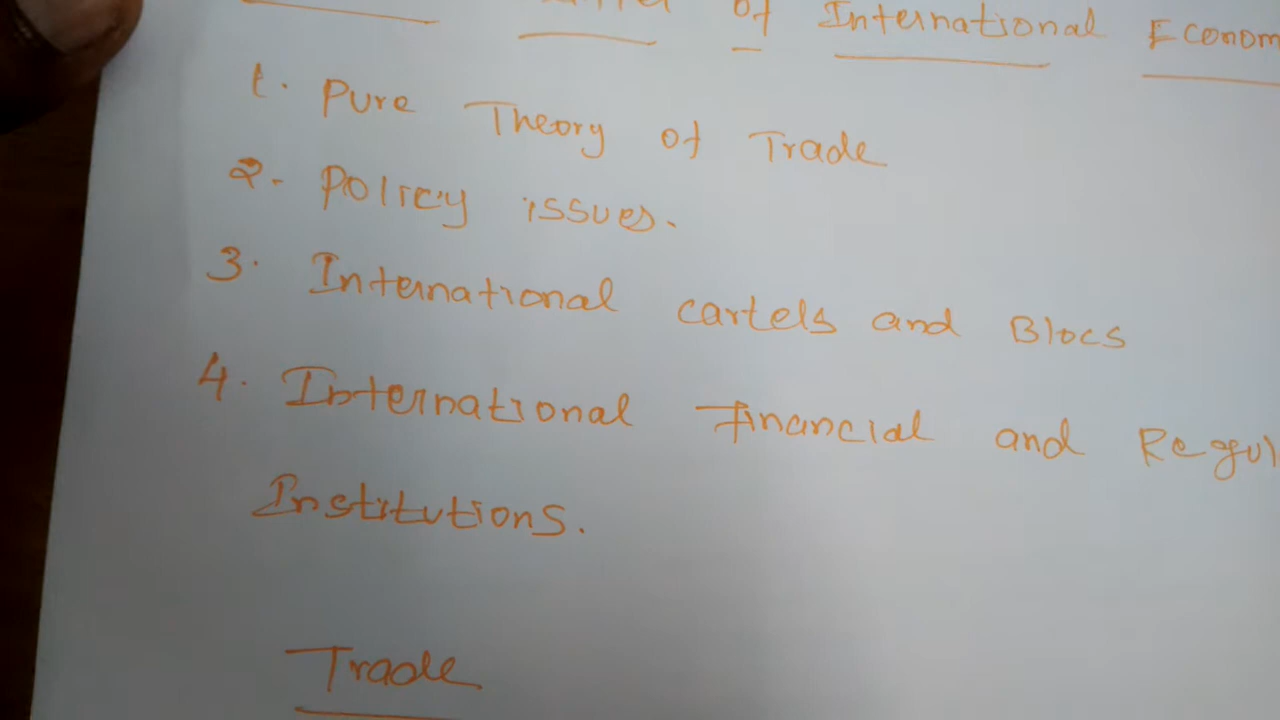 of International Econom
1. Pure Theory of Trade
2. Policy issues.
3. International cartels and Blocs
4. International Financial and Regul
Institutions.
Trade